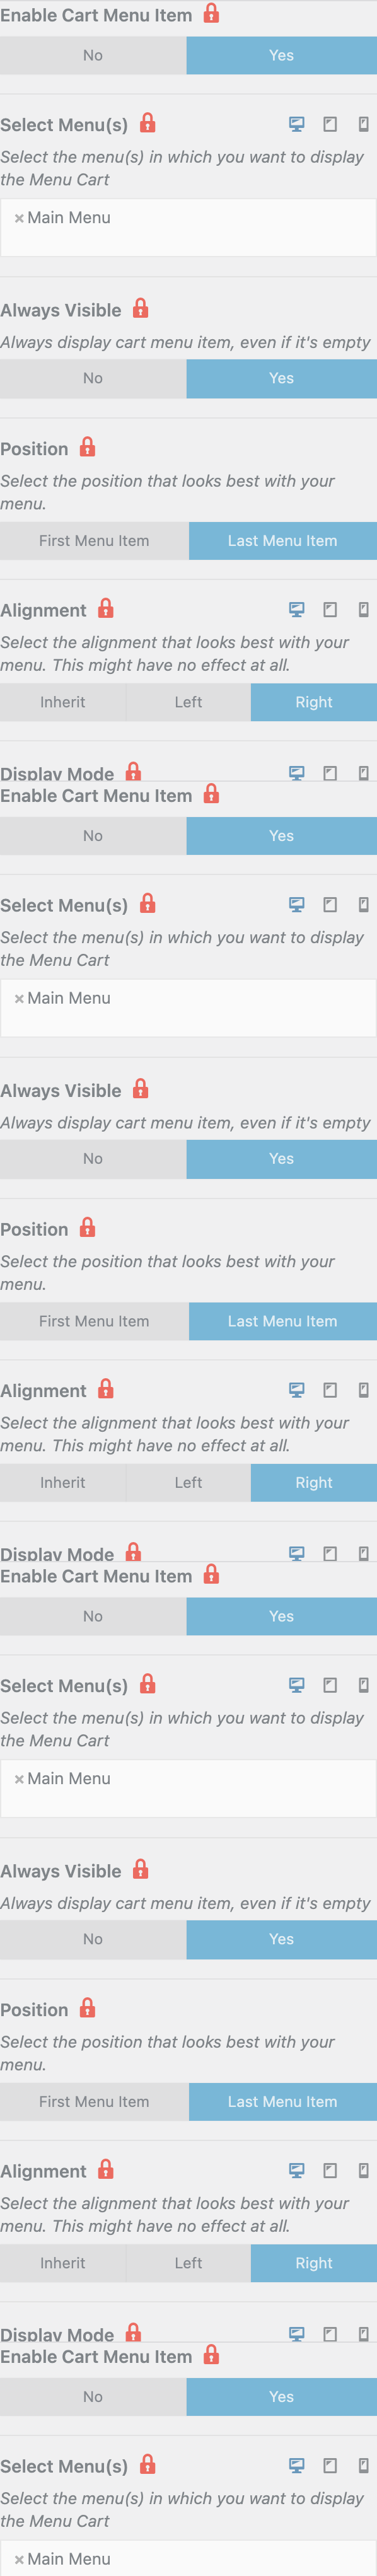 Enable Cart Menu Item
No Yes
Select Menu(s)
Select the menu(s) in which you want to display
the Menu Cart
× Main Menu
Always Visible
Always display cart menu item, even if it's empty
No Yes
Position
Select the position that looks best with your
menu.
First Menu Item Last Menu Item
Alignment
Select the alignment that looks best with your
menu. This might have no effect at all.
Inherit Left Right
Display Mode
Enable Cart Menu Item
No Yes
Select Menu(s)
Select the menu(s) in which you want to display
the Menu Cart
× Main Menu
Always Visible
Always display cart menu item, even if it's empty
No Yes
Position
Select the position that looks best with your
menu.
First Menu Item Last Menu Item
Alignment
Select the alignment that looks best with your
menu. This might have no effect at all.
Inherit Left Right
Display Mode
Enable Cart Menu Item
No Yes
Select Menu(s)
Select the menu(s) in which you want to display
the Menu Cart
× Main Menu
Always Visible
Always display cart menu item, even if it's empty
No Yes
Position
Select the position that looks best with your
menu.
First Menu Item Last Menu Item
Alignment
Select the alignment that looks best with your
menu. This might have no effect at all.
Inherit Left Right
Display Mode
Enable Cart Menu Item
No Yes
Select Menu(s)
Select the menu(s) in which you want to display
the Menu Cart
× Main Menu